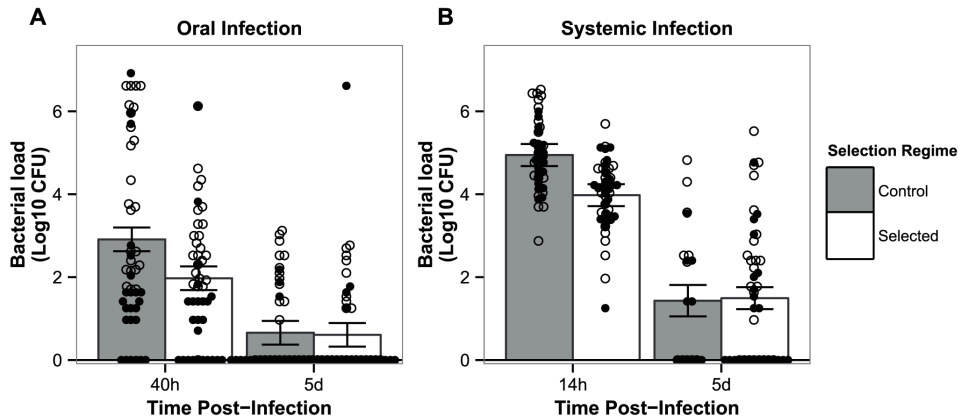 A
Oral Infection
Bacterial load
(Log10 CFU)
6
4
2
0
40h
5d
Time Post−Infection
B
Systemic Infection
Bacterial load
(Log10 CFU)
6
4
2
0
14h
5d
Time Post−Infection
Selection Regime
Control
Selected